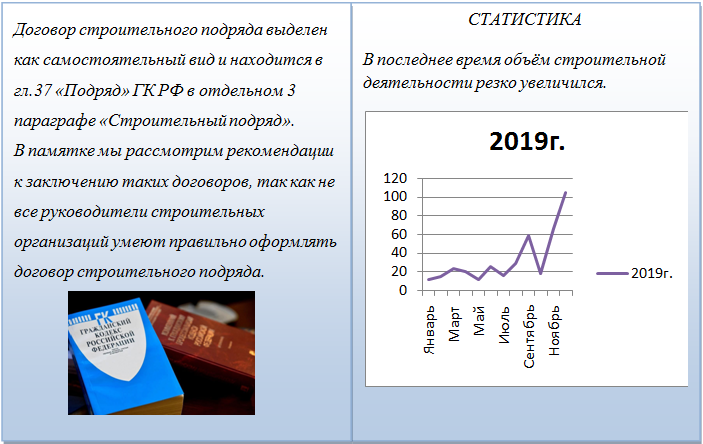 Договор строительного подряда выделен
как самостоятельный вид и находится в
гл.37 «Подряд» ГК РФ в отдельном 3
параграфе «Строительный подряд».
В памятке мы рассмотрим рекомендации
к заключению таких договоров, так как не
все руководители строительных
организаций умеют правильно оформлять
договор строительного подряда.
ГК
ГРАЖДАНСКИЙ
КОДЕКС
РОССИЙСКОЙ
ФЕДЕРАЦИИ
СТАТИСТИКА
В последнее время объём строительной
деятельности резко увеличился.
2019г.
120
100
80
60
40
20
0
Январь
Март
Май
Июль
Сентябрь
Ноябрь
2019г.